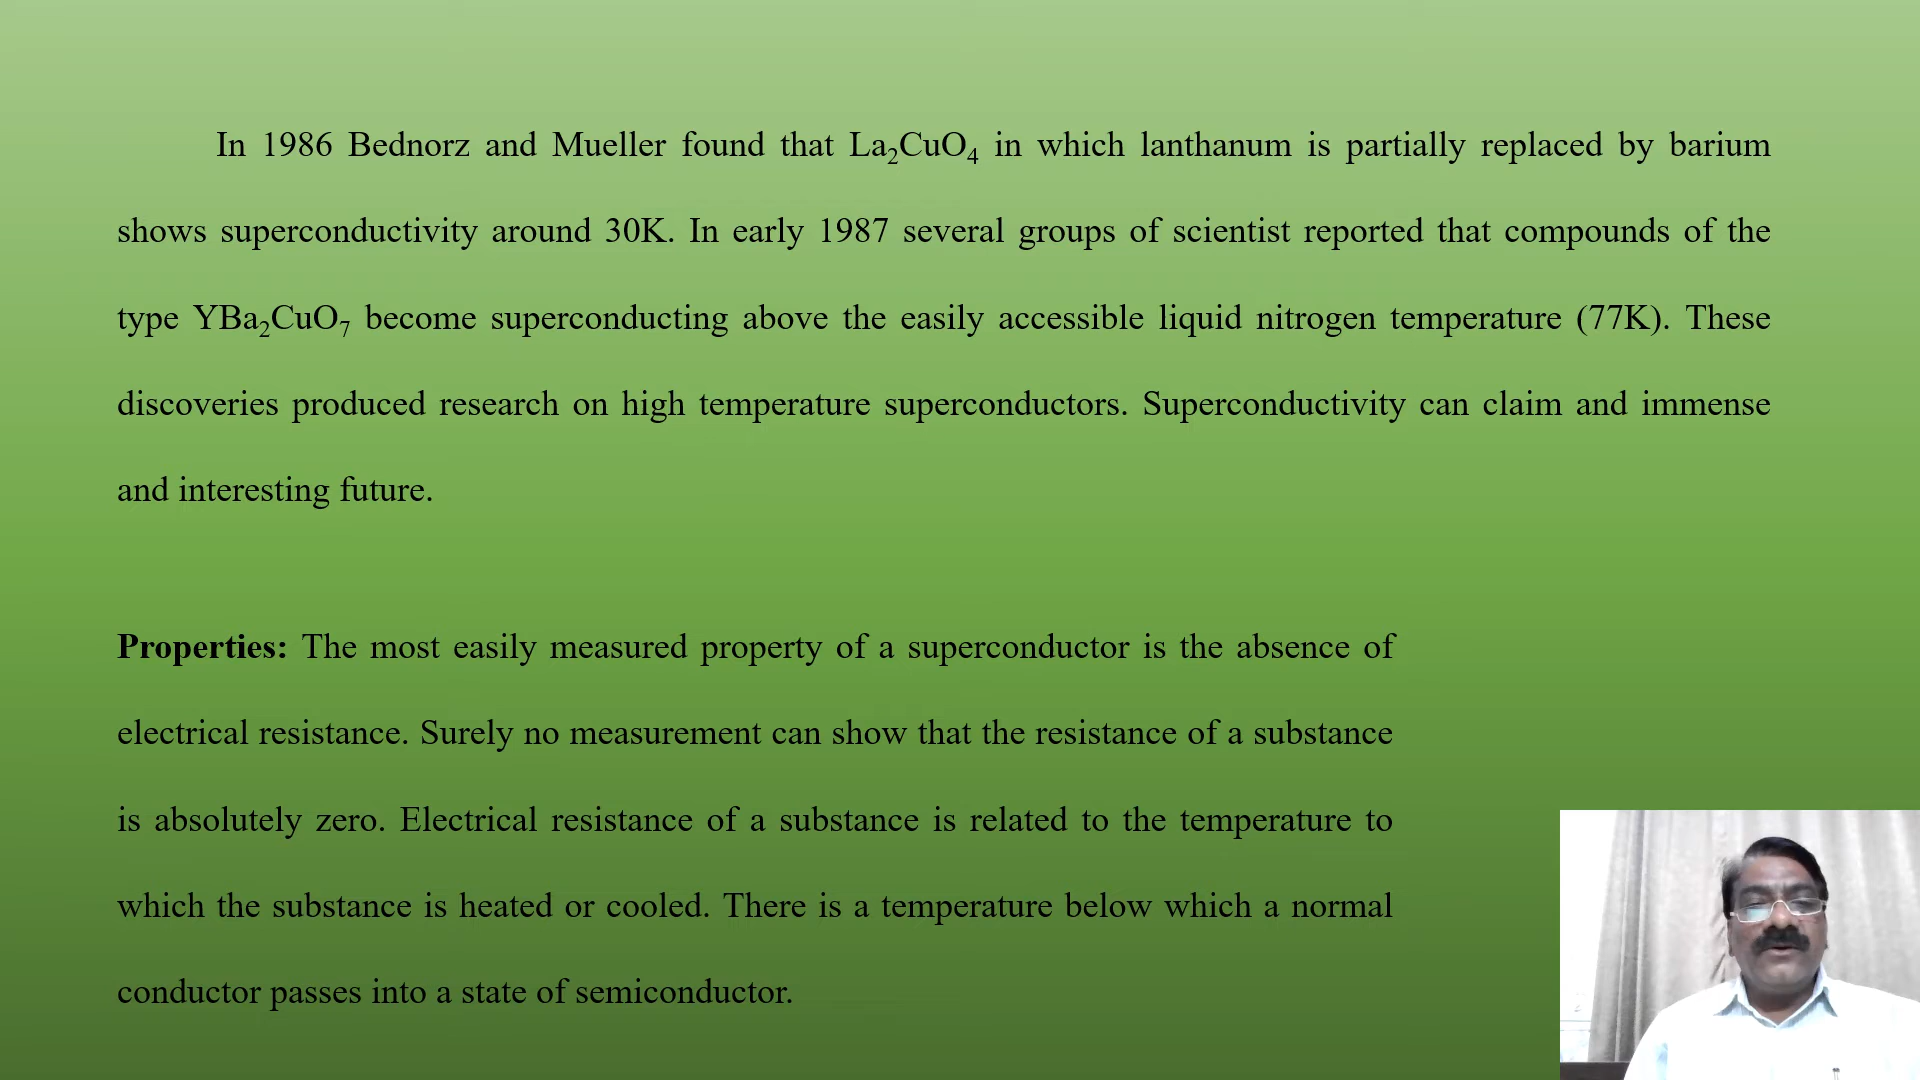 In 1986 Bednorz and Mueller found that La₂CuO₄ in which lanthanum is partially replaced by barium
shows superconductivity around 30K. In early 1987 several groups of scientist reported that compounds of the
type YBa₂CuO₇ become superconducting above the easily accessible liquid nitrogen temperature (77K). These
discoveries produced research on high temperature superconductors. Superconductivity can claim and immense
and interesting future.
Properties: The most easily measured property of a superconductor is the absence of
electrical resistance. Surely no measurement can show that the resistance of a substance
is absolutely zero. Electrical resistance of a substance is related to the temperature to
which the substance is heated or cooled. There is a temperature below which a normal
conductor passes into a state of semiconductor.